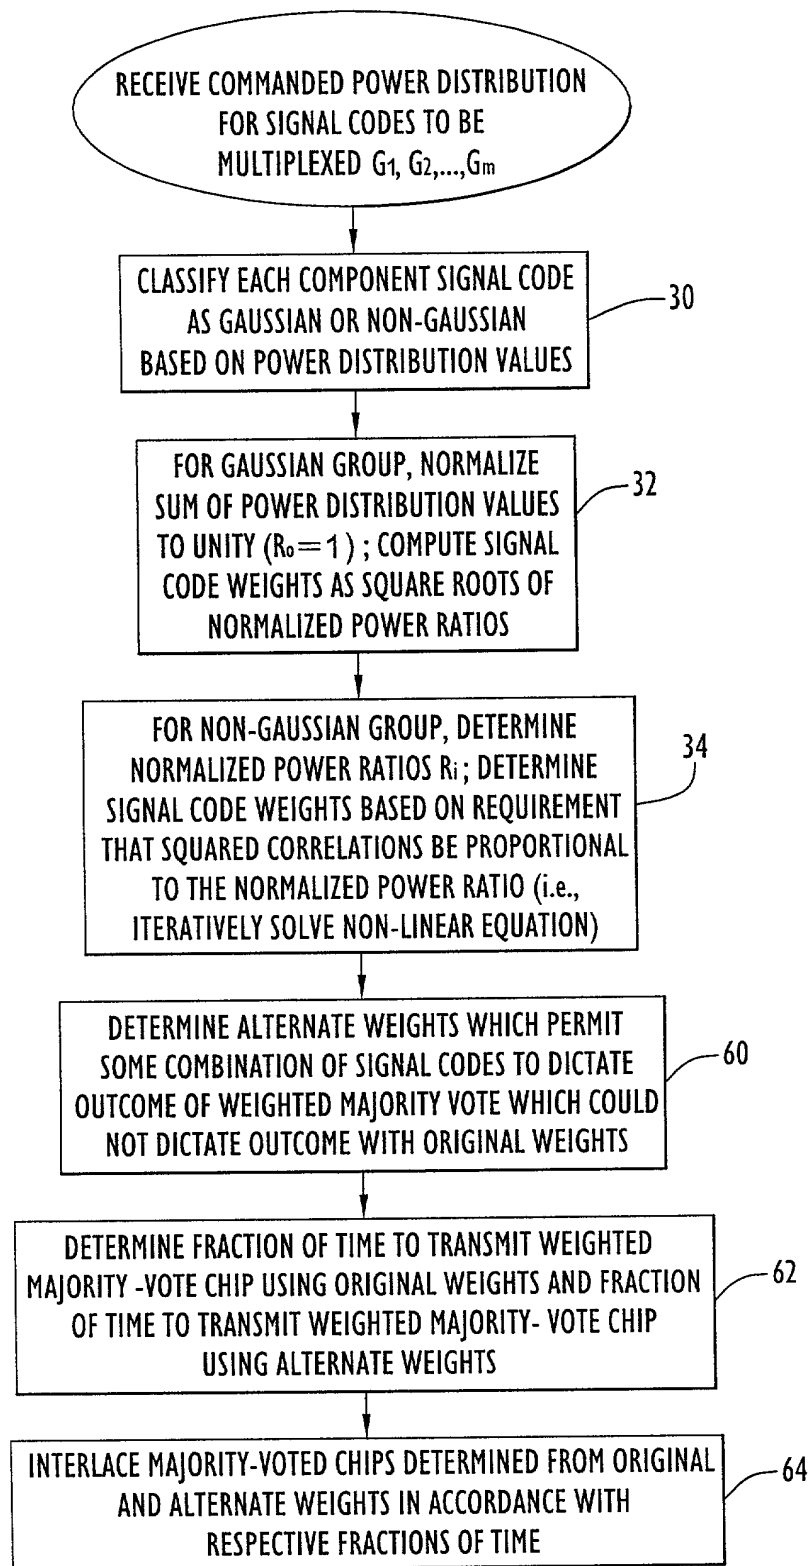 RECEIVE COMMANDED POWER DISTRIBUTION
FOR SIGNAL CODES TO BE
MULTIPLEXED G1, G2,...,Gm
CLASSIFY EACH COMPONENT SIGNAL CODE
AS GAUSSIAN OR NON-GAUSSIAN
BASED ON POWER DISTRIBUTION VALUES
30
FOR GAUSSIAN GROUP, NORMALIZE
SUM OF POWER DISTRIBUTION VALUES
TO UNITY (R0=1) ; COMPUTE SIGNAL
CODE WEIGHTS AS SQUARE ROOTS OF
NORMALIZED POWER RATIOS
32
FOR NON-GAUSSIAN GROUP, DETERMINE
NORMALIZED POWER RATIOS Ri; DETERMINE
SIGNAL CODE WEIGHTS BASED ON REQUIREMENT
THAT SQUARED CORRELATIONS BE PROPORTIONAL
TO THE NORMALIZED POWER RATIO (i.e.,
ITERATIVELY SOLVE NON-LINEAR EQUATION)
34
DETERMINE ALTERNATE WEIGHTS WHICH PERMIT
SOME COMBINATION OF SIGNAL CODES TO DICTATE
OUTCOME OF WEIGHTED MAJORITY VOTE WHICH COULD
NOT DICTATE OUTCOME WITH ORIGINAL WEIGHTS
60
DETERMINE FRACTION OF TIME TO TRANSMIT WEIGHTED
MAJORITY -VOTE CHIP USING ORIGINAL WEIGHTS AND FRACTION
OF TIME TO TRANSMIT WEIGHTED MAJORITY- VOTE CHIP
USING ALTERNATE WEIGHTS
62
INTERLACE MAJORITY-VOTED CHIPS DETERMINED FROM ORIGINAL
AND ALTERNATE WEIGHTS IN ACCORDANCE WITH
RESPECTIVE FRACTIONS OF TIME
64